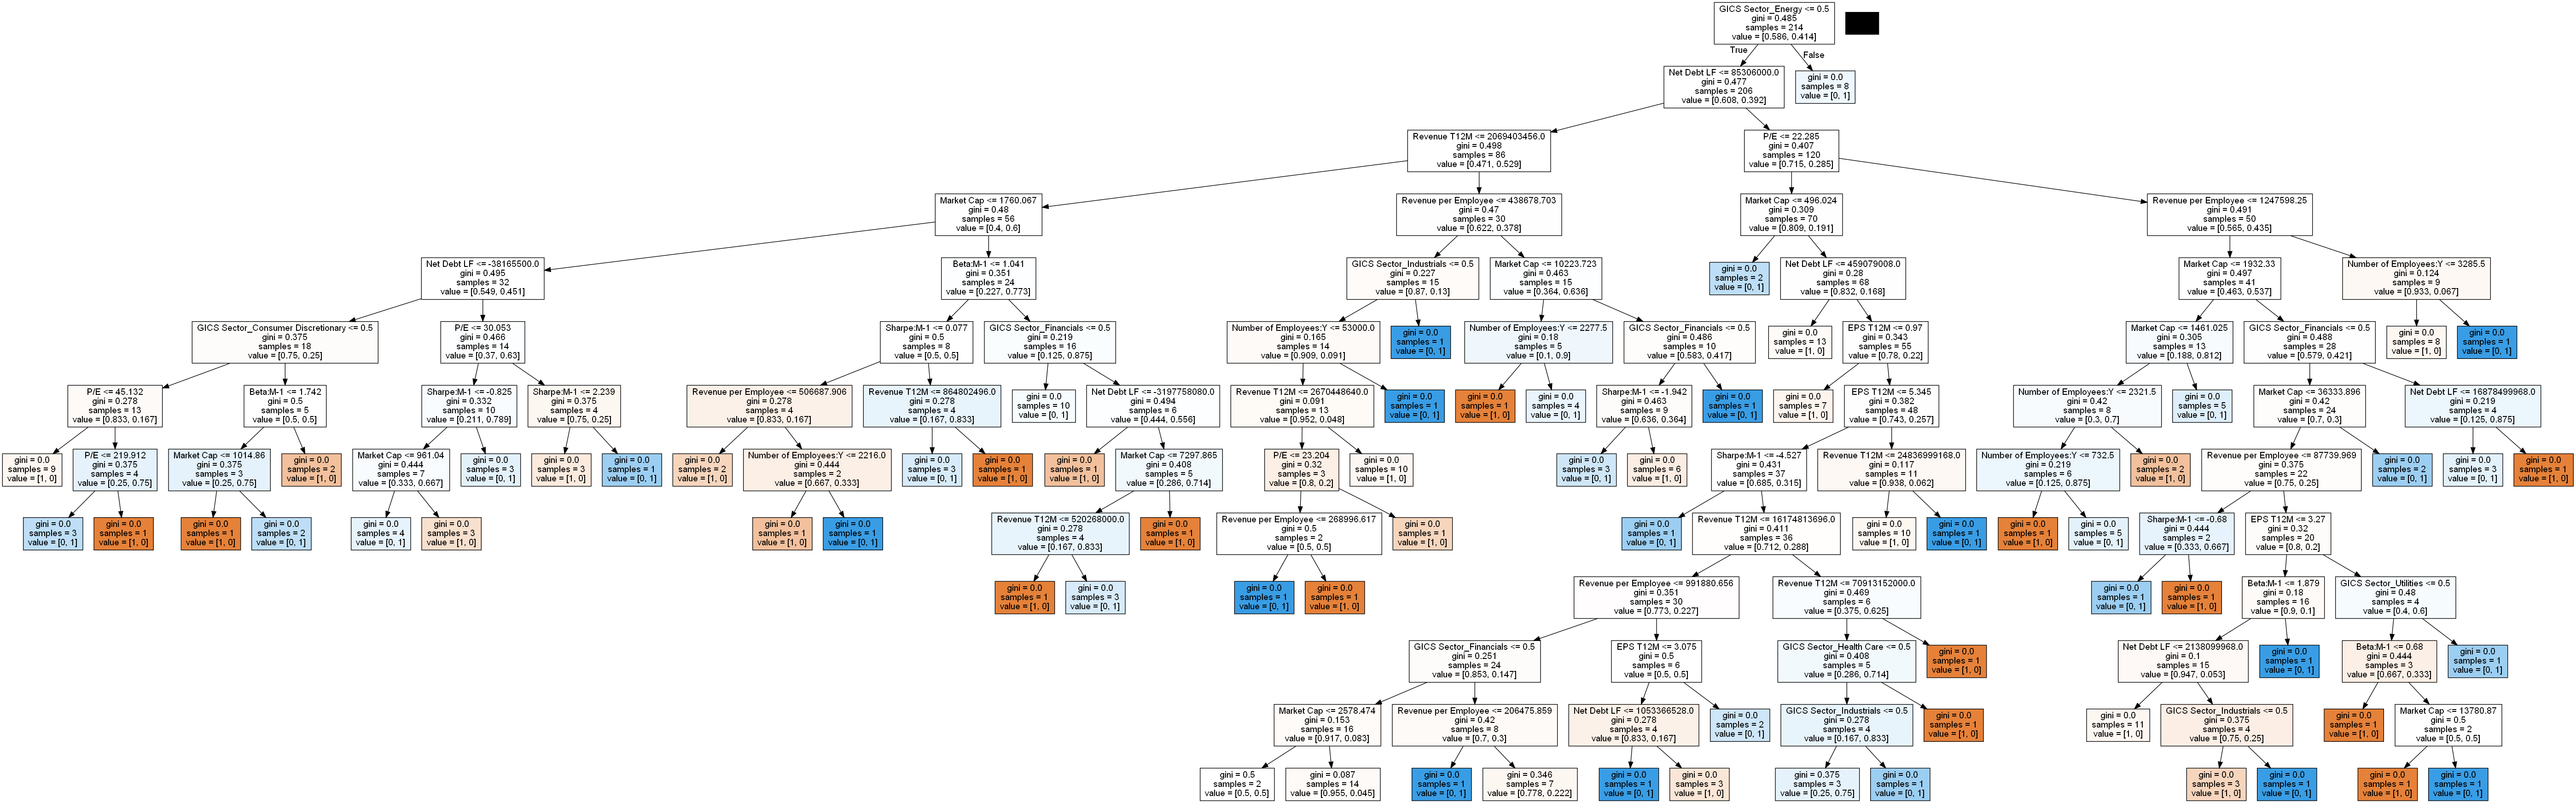 GICS Sector_Energy <= 0.5
gini = 0.485
samples = 214
value = [0.586, 0.414]
True
False
Net Debt LF <= 85306000.0
gini = 0.477
samples = 206
value = [0.608, 0.392]
gini = 0.0
samples = 8
value = [0, 1]
Revenue T12M <= 2069403456.0
gini = 0.498
samples = 86
value = [0.471, 0.529]
P/E <= 22.285
gini = 0.407
samples = 120
value = [0.715, 0.285]
Market Cap <= 1760.067
gini = 0.48
samples = 56
value = [0.4, 0.6]
Revenue per Employee <= 438678.703
gini = 0.47
samples = 30
value = [0.622, 0.378]
Market Cap <= 496.024
gini = 0.309
samples = 70
value = [0.809, 0.191]
Revenue per Employee <= 1247598.25
gini = 0.491
samples = 50
value = [0.565, 0.435]
Net Debt LF <= -38165500.0
gini = 0.495
samples = 32
value = [0.549, 0.451]
Beta:M-1 <= 1.041
gini = 0.351
samples = 24
value = [0.227, 0.773]
GICS Sector_Industrials <= 0.5
gini = 0.227
samples = 15
value = [0.87, 0.13]
Market Cap <= 10223.723
gini = 0.463
samples = 15
value = [0.364, 0.636]
gini = 0.0
samples = 2
value = [0, 1]
Net Debt LF <= 459079008.0
gini = 0.28
samples = 68
value = [0.832, 0.168]
Market Cap <= 1932.33
gini = 0.497
samples = 41
value = [0.463, 0.537]
Number of Employees:Y <= 3285.5
gini = 0.124
samples = 9
value = [0.933, 0.067]
GICS Sector_Consumer Discretionary <= 0.5
gini = 0.375
samples = 18
value = [0.75, 0.25]
P/E <= 30.053
gini = 0.466
samples = 14
value = [0.37, 0.63]
Sharpe:M-1 <= 0.077
gini = 0.5
samples = 8
value = [0.5, 0.5]
GICS Sector_Financials <= 0.5
gini = 0.219
samples = 16
value = [0.125, 0.875]
Number of Employees:Y <= 53000.0
gini = 0.165
samples = 14
value = [0.909, 0.091]
gini = 0.0
samples = 1
value = [0, 1]
Number of Employees:Y <= 2277.5
gini = 0.18
samples = 5
value = [0.1, 0.9]
GICS Sector_Financials <= 0.5
gini = 0.486
samples = 10
value = [0.583, 0.417]
gini = 0.0
samples = 13
value = [1, 0]
EPS T12M <= 0.97
gini = 0.343
samples = 55
value = [0.78, 0.22]
Market Cap <= 1461.025
gini = 0.305
samples = 13
value = [0.188, 0.812]
GICS Sector_Financials <= 0.5
gini = 0.488
samples = 28
value = [0.579, 0.421]
gini = 0.0
samples = 8
value = [1, 0]
gini = 0.0
samples = 1
value = [0, 1]
P/E <= 45.132
gini = 0.278
samples = 13
value = [0.833, 0.167]
Beta:M-1 <= 1.742
gini = 0.5
samples = 5
value = [0.5, 0.5]
Sharpe:M-1 <= -0.825
gini = 0.332
samples = 10
value = [0.211, 0.789]
Sharpe:M-1 <= 2.239
gini = 0.375
samples = 4
value = [0.75, 0.25]
Revenue per Employee <= 506687.906
gini = 0.278
samples = 4
value = [0.833, 0.167]
Revenue T12M <= 864802496.0
gini = 0.278
samples = 4
value = [0.167, 0.833]
gini = 0.0
samples = 10
value = [0, 1]
Net Debt LF <= -3197758080.0
gini = 0.494
samples = 6
value = [0.444, 0.556]
Revenue T12M <= 2670448640.0
gini = 0.091
samples = 13
value = [0.952, 0.048]
gini = 0.0
samples = 1
value = [0, 1]
gini = 0.0
samples = 1
value = [1, 0]
gini = 0.0
samples = 4
value = [0, 1]
Sharpe:M-1 <= -1.942
gini = 0.463
samples = 9
value = [0.636, 0.364]
gini = 0.0
samples = 1
value = [0, 1]
gini = 0.0
samples = 7
value = [1, 0]
EPS T12M <= 5.345
gini = 0.382
samples = 48
value = [0.743, 0.257]
Number of Employees:Y <= 2321.5
gini = 0.42
samples = 8
value = [0.3, 0.7]
gini = 0.0
samples = 5
value = [0, 1]
Market Cap <= 36333.896
gini = 0.42
samples = 24
value = [0.7, 0.3]
Net Debt LF <= 16878499968.0
gini = 0.219
samples = 4
value = [0.125, 0.875]
gini = 0.0
samples = 9
value = [1, 0]
P/E <= 219.912
gini = 0.375
samples = 4
value = [0.25, 0.75]
Market Cap <= 1014.86
gini = 0.375
samples = 3
value = [0.25, 0.75]
gini = 0.0
samples = 2
value = [1, 0]
Market Cap <= 961.04
gini = 0.444
samples = 7
value = [0.333, 0.667]
gini = 0.0
samples = 3
value = [0, 1]
gini = 0.0
samples = 3
value = [1, 0]
gini = 0.0
samples = 1
value = [0, 1]
gini = 0.0
samples = 2
value = [1, 0]
Number of Employees:Y <= 2216.0
gini = 0.444
samples = 2
value = [0.667, 0.333]
gini = 0.0
samples = 3
value = [0, 1]
gini = 0.0
samples = 1
value = [1, 0]
gini = 0.0
samples = 1
value = [1, 0]
Market Cap <= 7297.865
gini = 0.408
samples = 5
value = [0.286, 0.714]
P/E <= 23.204
gini = 0.32
samples = 3
value = [0.8, 0.2]
gini = 0.0
samples = 10
value = [1, 0]
gini = 0.0
samples = 3
value = [0, 1]
gini = 0.0
samples = 6
value = [1, 0]
Sharpe:M-1 <= -4.527
gini = 0.431
samples = 37
value = [0.685, 0.315]
Revenue T12M <= 24836999168.0
gini = 0.117
samples = 11
value = [0.938, 0.062]
Number of Employees:Y <= 732.5
gini = 0.219
samples = 6
value = [0.125, 0.875]
gini = 0.0
samples = 2
value = [1, 0]
Revenue per Employee <= 87739.969
gini = 0.375
samples = 22
value = [0.75, 0.25]
gini = 0.0
samples = 2
value = [0, 1]
gini = 0.0
samples = 3
value = [0, 1]
gini = 0.0
samples = 1
value = [1, 0]
gini = 0.0
samples = 3
value = [0, 1]
gini = 0.0
samples = 1
value = [1, 0]
gini = 0.0
samples = 1
value = [1, 0]
gini = 0.0
samples = 2
value = [0, 1]
gini = 0.0
samples = 4
value = [0, 1]
gini = 0.0
samples = 3
value = [1, 0]
gini = 0.0
samples = 1
value = [1, 0]
gini = 0.0
samples = 1
value = [0, 1]
Revenue T12M <= 520268000.0
gini = 0.278
samples = 4
value = [0.167, 0.833]
gini = 0.0
samples = 1
value = [1, 0]
Revenue per Employee <= 268996.617
gini = 0.5
samples = 2
value = [0.5, 0.5]
gini = 0.0
samples = 1
value = [1, 0]
gini = 0.0
samples = 1
value = [0, 1]
Revenue T12M <= 16174813696.0
gini = 0.411
samples = 36
value = [0.712, 0.288]
gini = 0.0
samples = 10
value = [1, 0]
gini = 0.0
samples = 1
value = [0, 1]
gini = 0.0
samples = 1
value = [1, 0]
gini = 0.0
samples = 5
value = [0, 1]
Sharpe:M-1 <= -0.68
gini = 0.444
samples = 2
value = [0.333, 0.667]
EPS T12M <= 3.27
gini = 0.32
samples = 20
value = [0.8, 0.2]
gini = 0.0
samples = 1
value = [1, 0]
gini = 0.0
samples = 3
value = [0, 1]
gini = 0.0
samples = 1
value = [0, 1]
gini = 0.0
samples = 1
value = [1, 0]
Revenue per Employee <= 991880.656
gini = 0.351
samples = 30
value = [0.773, 0.227]
Revenue T12M <= 70913152000.0
gini = 0.469
samples = 6
value = [0.375, 0.625]
gini = 0.0
samples = 1
value = [0, 1]
gini = 0.0
samples = 1
value = [1, 0]
Beta:M-1 <= 1.879
gini = 0.18
samples = 16
value = [0.9, 0.1]
GICS Sector_Utilities <= 0.5
gini = 0.48
samples = 4
value = [0.4, 0.6]
GICS Sector_Financials <= 0.5
gini = 0.251
samples = 24
value = [0.853, 0.147]
EPS T12M <= 3.075
gini = 0.5
samples = 6
value = [0.5, 0.5]
GICS Sector_Health Care <= 0.5
gini = 0.408
samples = 5
value = [0.286, 0.714]
gini = 0.0
samples = 1
value = [1, 0]
Net Debt LF <= 2138099968.0
gini = 0.1
samples = 15
value = [0.947, 0.053]
gini = 0.0
samples = 1
value = [0, 1]
Beta:M-1 <= 0.68
gini = 0.444
samples = 3
value = [0.667, 0.333]
gini = 0.0
samples = 1
value = [0, 1]
Market Cap <= 2578.474
gini = 0.153
samples = 16
value = [0.917, 0.083]
Revenue per Employee <= 206475.859
gini = 0.42
samples = 8
value = [0.7, 0.3]
Net Debt LF <= 1053366528.0
gini = 0.278
samples = 4
value = [0.833, 0.167]
gini = 0.0
samples = 2
value = [0, 1]
GICS Sector_Industrials <= 0.5
gini = 0.278
samples = 4
value = [0.167, 0.833]
gini = 0.0
samples = 1
value = [1, 0]
gini = 0.0
samples = 11
value = [1, 0]
GICS Sector_Industrials <= 0.5
gini = 0.375
samples = 4
value = [0.75, 0.25]
gini = 0.0
samples = 1
value = [1, 0]
Market Cap <= 13780.87
gini = 0.5
samples = 2
value = [0.5, 0.5]
gini = 0.5
samples = 2
value = [0.5, 0.5]
gini = 0.087
samples = 14
value = [0.955, 0.045]
gini = 0.0
samples = 1
value = [0, 1]
gini = 0.346
samples = 7
value = [0.778, 0.222]
gini = 0.0
samples = 1
value = [0, 1]
gini = 0.0
samples = 3
value = [1, 0]
gini = 0.375
samples = 3
value = [0.25, 0.75]
gini = 0.0
samples = 1
value = [0, 1]
gini = 0.0
samples = 3
value = [1, 0]
gini = 0.0
samples = 1
value = [0, 1]
gini = 0.0
samples = 1
value = [1, 0]
gini = 0.0
samples = 1
value = [0, 1]